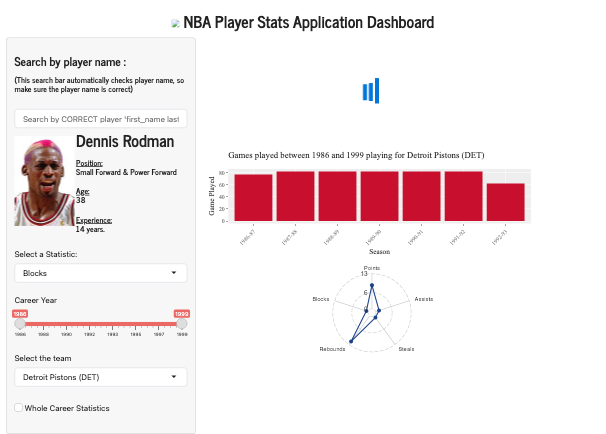 NBA Player Stats Application Dashboard
Search by player name :
(This search bar automatically checks player name, so
make sure the player name is correct)
Search by CORRECT player 'first_name last
Dennis Rodman
Position:
Small Forward & Power Forward
Age:
38
Experience:
14 years.
Select a Statistic:
Blocks
Career Year
1986
1999
1986 1988 1990 1991 1992 1993 1995 1997 1999
Select the team
Detroit Pistons (DET)
Whole Career Statistics
Games played between 1986 and 1999 playing for Detroit Pistons (DET)
Game Played
80
60
40
20
0
1986-87 1987-88 1988-89 1989-90 1990-91 1991-92 1992-93
Season
Points
13
6
Blocks
Assists
Rebounds
Steals